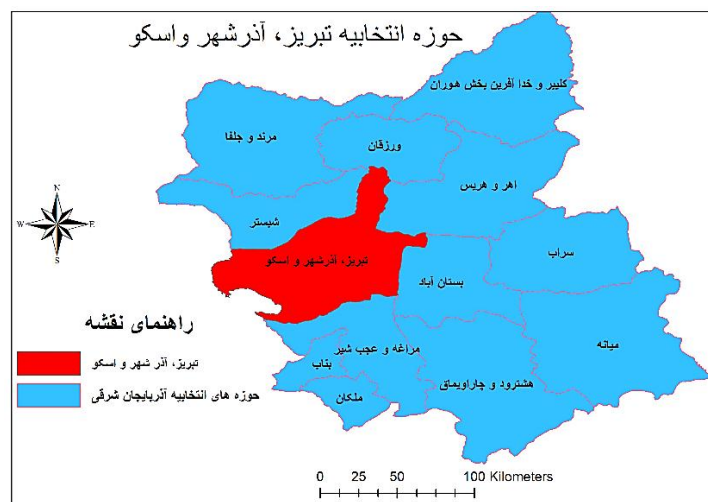 حوزه انتخابیه تبریز، آذرشهر واسکو
کلیبر و خدا آفرین بخش هوران
مرند و جلفا
ورزقان
اهر و هریس
شبستر
تبریز، آذرشهر و اسکو
سراب
بستان آباد
میانه
مراغه و عجب شیر
بناب
هشترود و چاراویماق
ملکان
N
W
E
S
راهنمای نقشه
تبریز، آذر شهر و اسکو
حوزه های انتخابیه آذربایجان شرقی
0 25 50 100 Kilometers